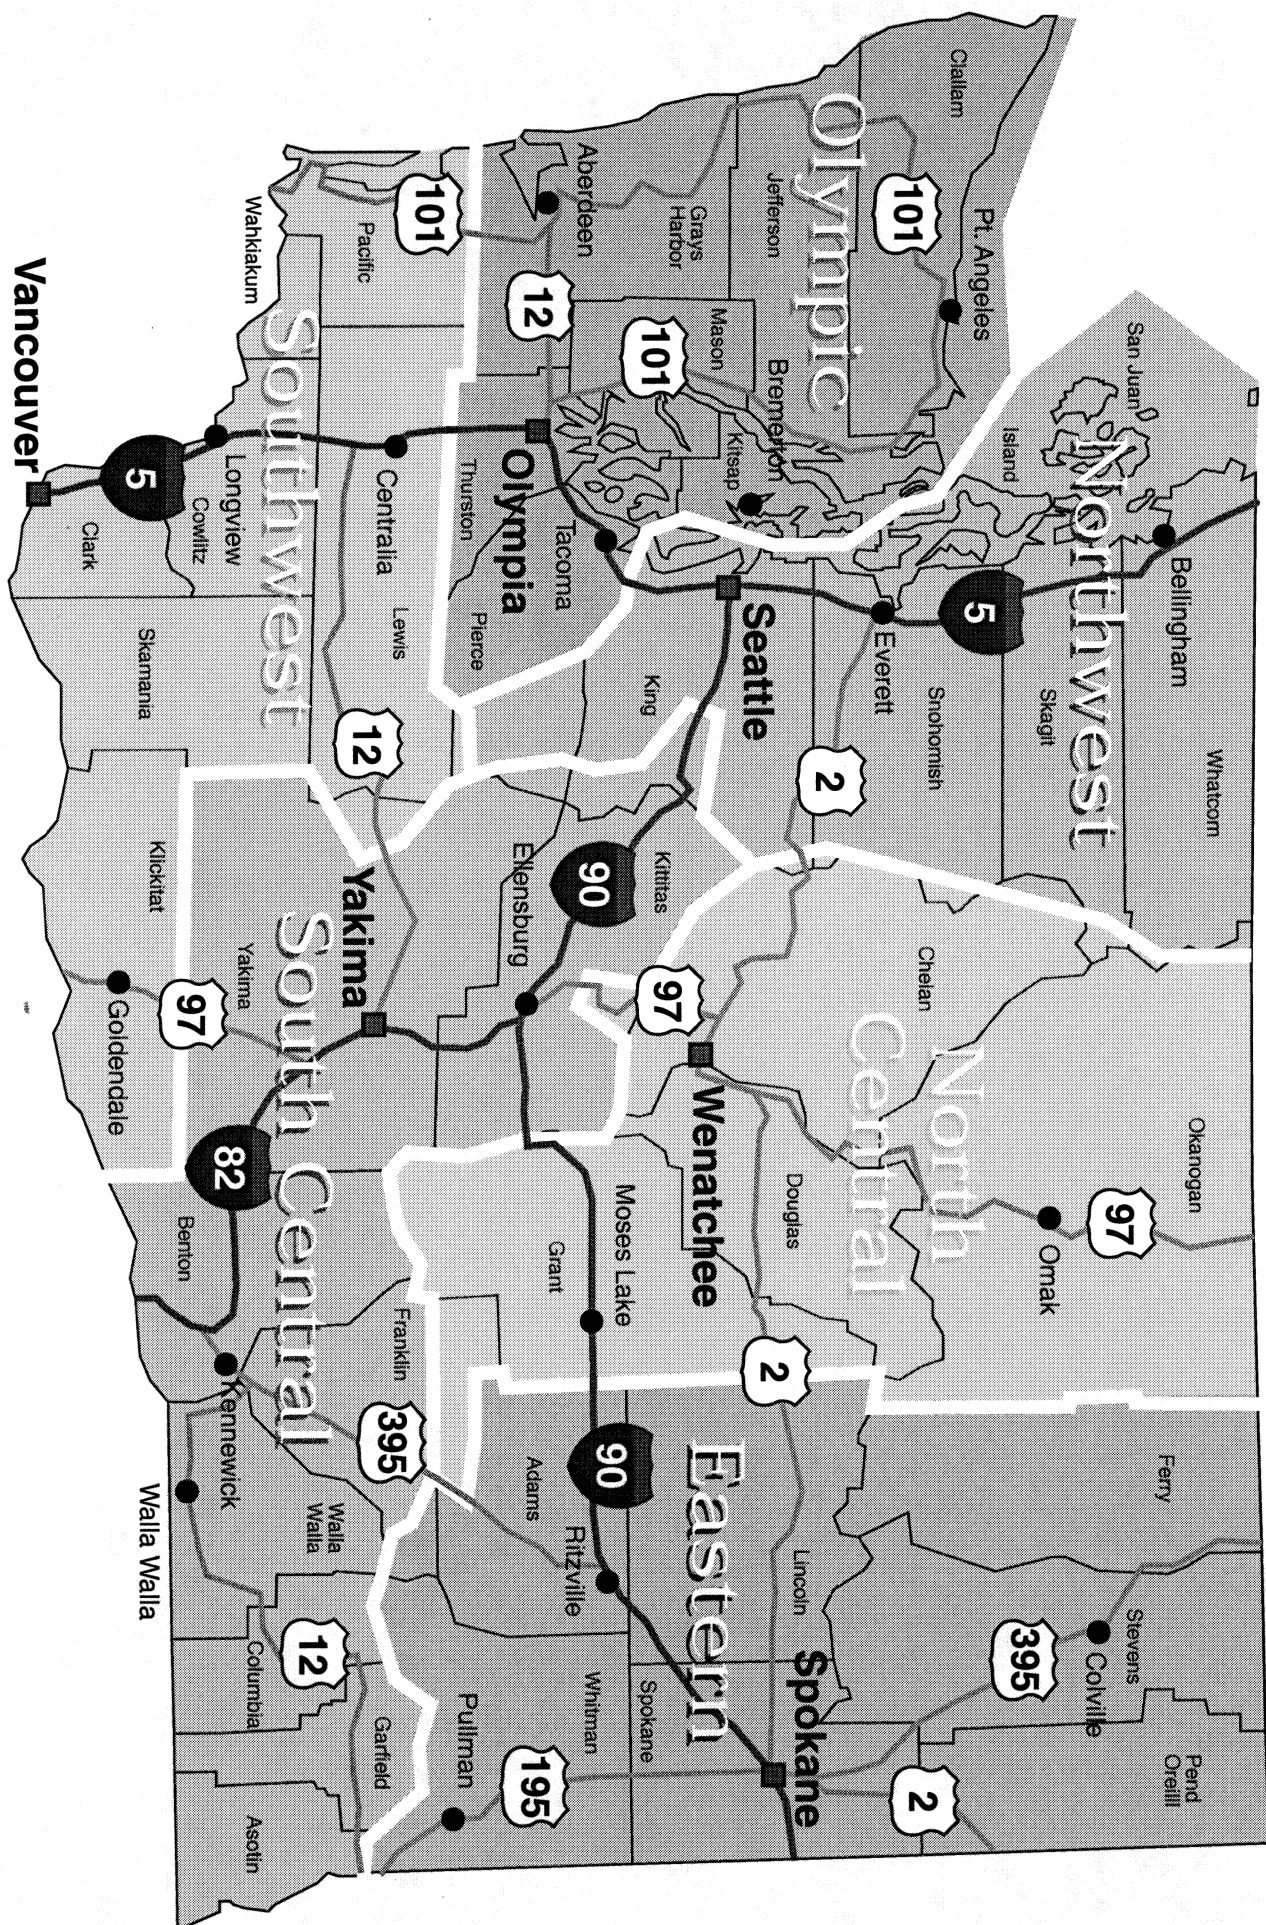 Clallam
Pt. Angeles
101
Olympic
Jefferson
Grays
Harbor
Aberdeen
101
12
Mason
101
Bremerton
Kitsap
Olympia
Thurston
Tacoma
Pierce
San Juan
Island
Northwest
Bellingham
Whatcom
Skagit
5
Everett
Snohomish
2
Seattle
King
Pacific
Wahkiakum
Southwest
Centralia
Lewis
12
Longview
Cowlitz
5
Vancouver
Clark
Skamania
Klickitat
Goldendale
97
Yakima
Yakima
South Central
Ellensburg
90
Kittitas
97
82
Benton
Franklin
Kennewick
395
Walla
Walla
Walla Walla
12
Columbia
Garfield
Asotin
Chelan
North
Central
Okanogan
97
Omak
Wenatchee
Douglas
Moses Lake
Grant
2
90
Adams
Ritzville
Eastern
Lincoln
Ferry
Stevens
Colville
395
Pend
Oreilll
2
Spokane
Spokane
Whitman
195
Pullman